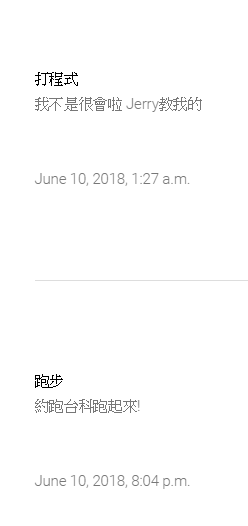 打程式
我不是很會啦 Jerry教我的
June 10, 2018, 1:27 a.m.
跑步
約跑台科跑起來!
June 10, 2018, 8:04 p.m.